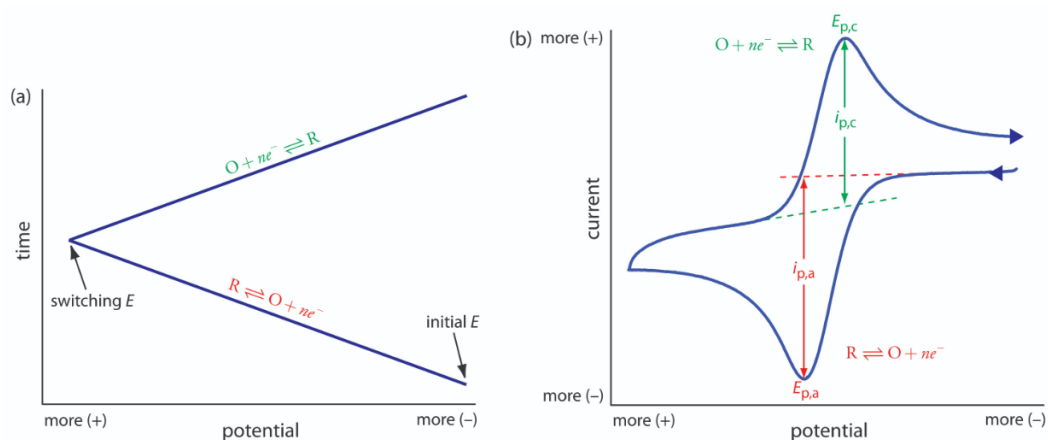 (a)
time
O + ne⁻ ⇌ R
switching E
R ⇌ O + ne⁻
initial E
more (+)
more (–)
potential
(b)
more (+)
current
more (–)
O + ne⁻ ⇌ R
E_p,c
i_p,c
i_p,a
R ⇌ O + ne⁻
E_p,a
more (+)
more (–)
potential